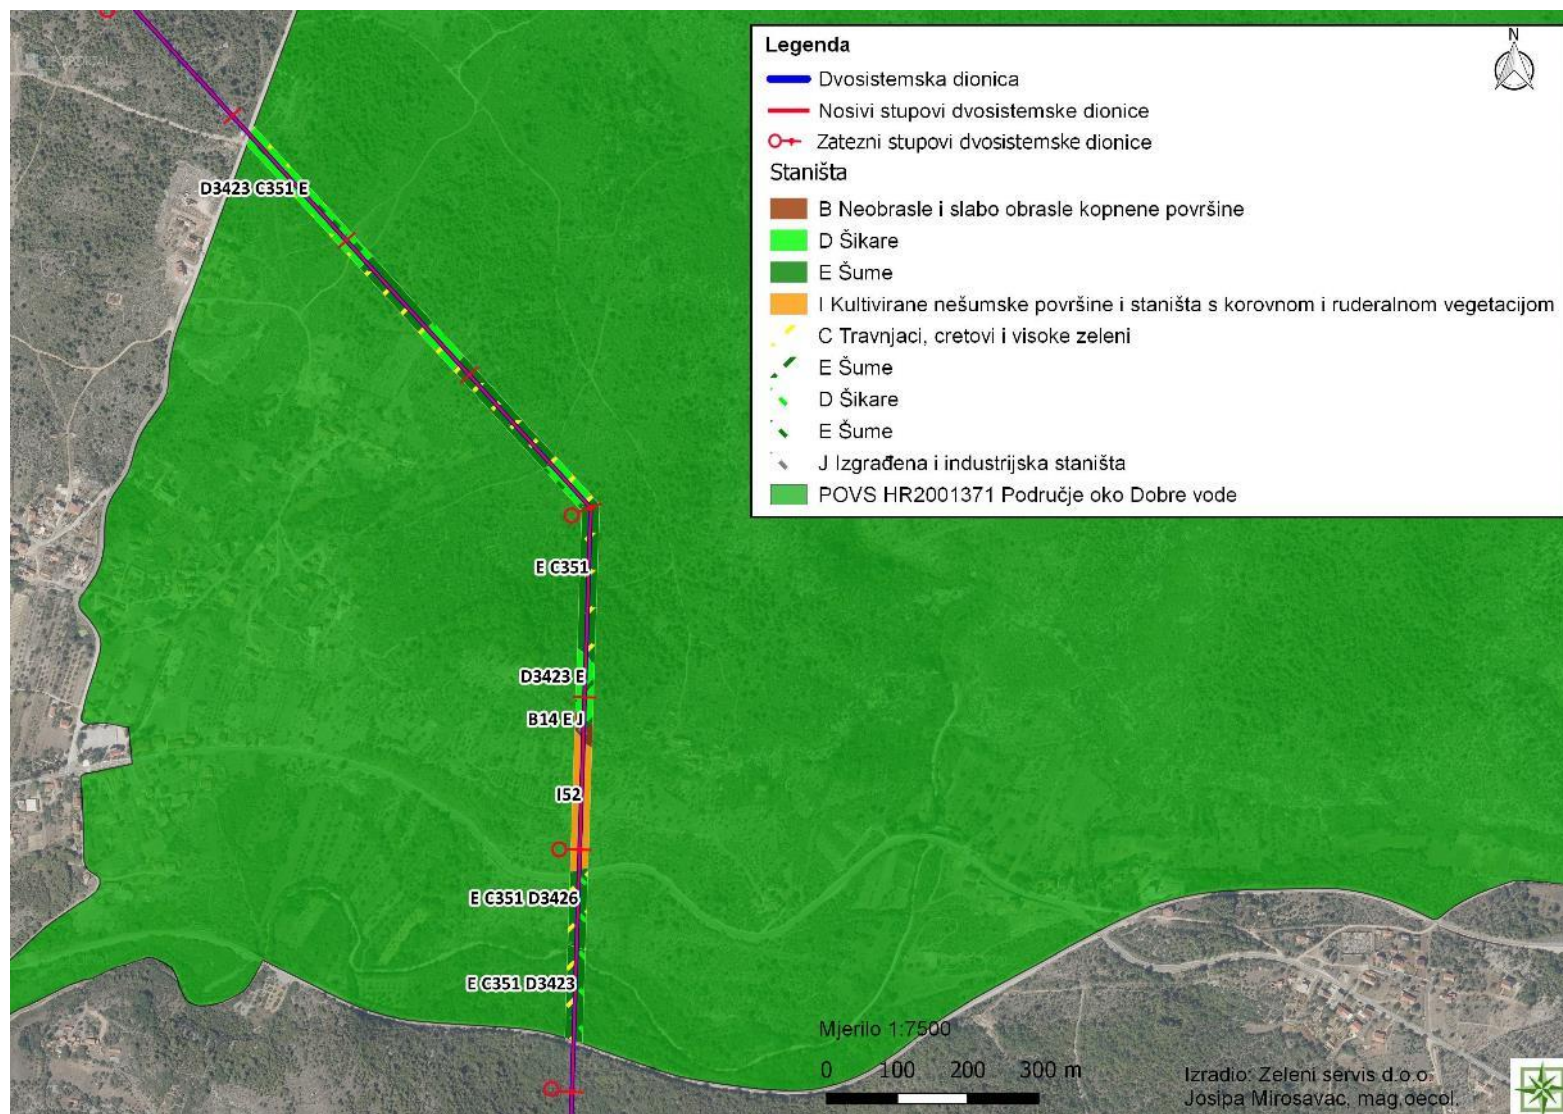 Legenda
N
Dvosistemska dionica
Nosivi stupovi dvosistemske dionice
Zatezni stupovi dvosistemske dionice
Staništa
B Neobrasle i slabo obrasle kopnene površine
D Šikare
E Šume
I Kultivirane nešumske površine i staništa s korovnom i ruderalnom vegetacijom
C Travnjaci, cretovi i visoke zeleni
E Šume
D Šikare
E Šume
J Izgrađena i industrijska staništa
POVS HR2001371 Područje oko Dobre vode
D3423 C351 E
E C351
D3423 E
B14 E J
I52
E C351 D3426
E C351 D3423
Mjerilo 1:7500
0 100 200 300 m
Izradio: Zeleni servis d.o.o.
Josipa Mirosavac, mag.oecol.